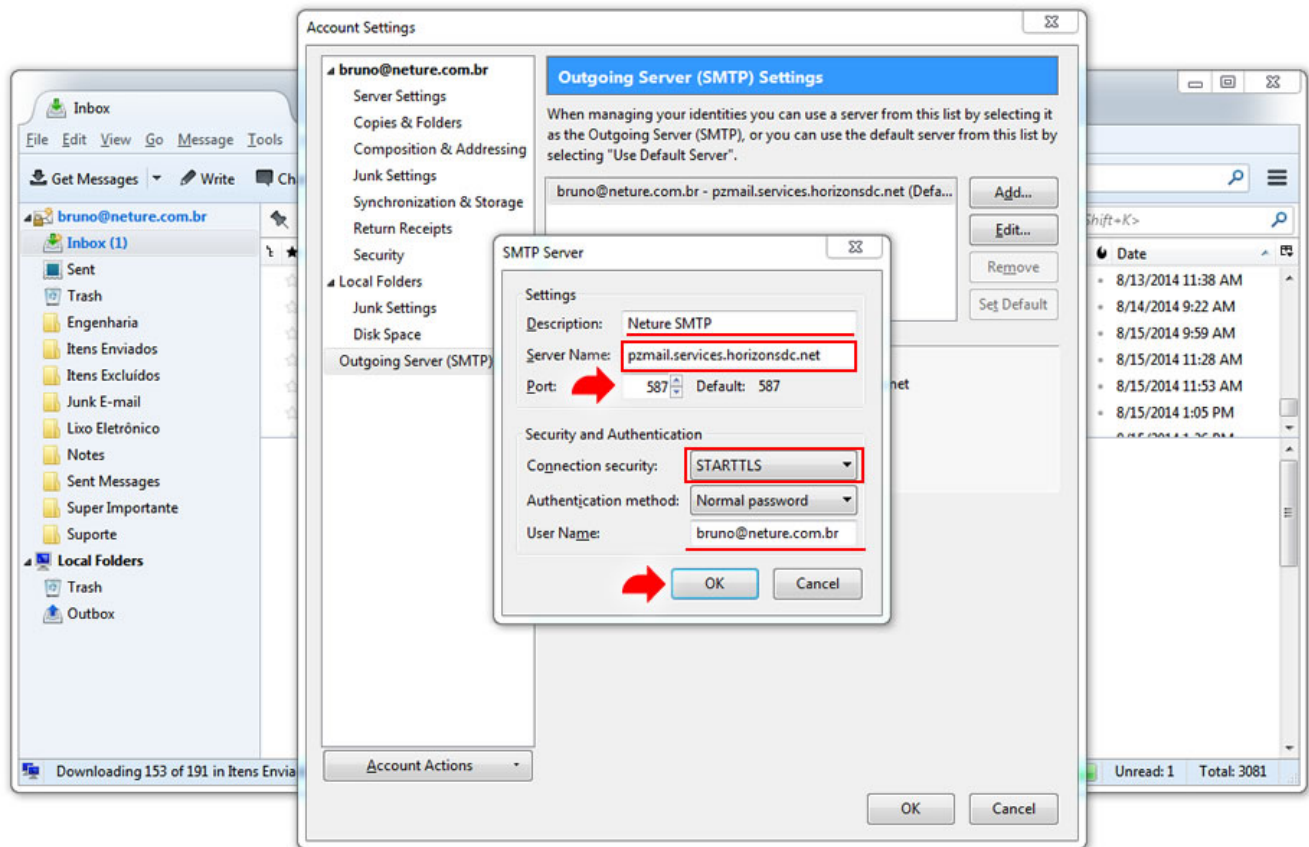 Inbox
File Edit View Go Message Tools
Get Messages Write Ch
bruno@neture.com.br
Inbox (1)
Sent
Trash
Engenharia
Itens Enviados
Itens Excluídos
Junk E-mail
Lixo Eletrônico
Notes
Sent Messages
Super Importante
Suporte
Local Folders
Trash
Outbox
Downloading 153 of 191 in Itens Envia
Account Settings
bruno@neture.com.br
Server Settings
Copies & Folders
Composition & Addressing
Junk Settings
Synchronization & Storage
Return Receipts
Security
Local Folders
Junk Settings
Disk Space
Outgoing Server (SMTP)
Account Actions
Outgoing Server (SMTP) Settings
When managing your identities you can use a server from this list by selecting it
as the Outgoing Server (SMTP), or you can use the default server from this list by
selecting "Use Default Server".
bruno@neture.com.br - pzmail.services.horizonsdc.net (Defa...
Add...
Edit...
Remove
Set Default
net
SMTP Server
Settings
Description: Neture SMTP
Server Name: pzmail.services.horizonsdc.net
Port: 587 Default: 587
Security and Authentication
Connection security: STARTTLS
Authentication method: Normal password
User Name: bruno@neture.com.br
OK Cancel
OK Cancel
Shift+K>
Date
8/13/2014 11:38 AM
8/14/2014 9:22 AM
8/15/2014 9:59 AM
8/15/2014 11:28 AM
8/15/2014 11:53 AM
8/15/2014 1:05 PM
Unread: 1 Total: 3081